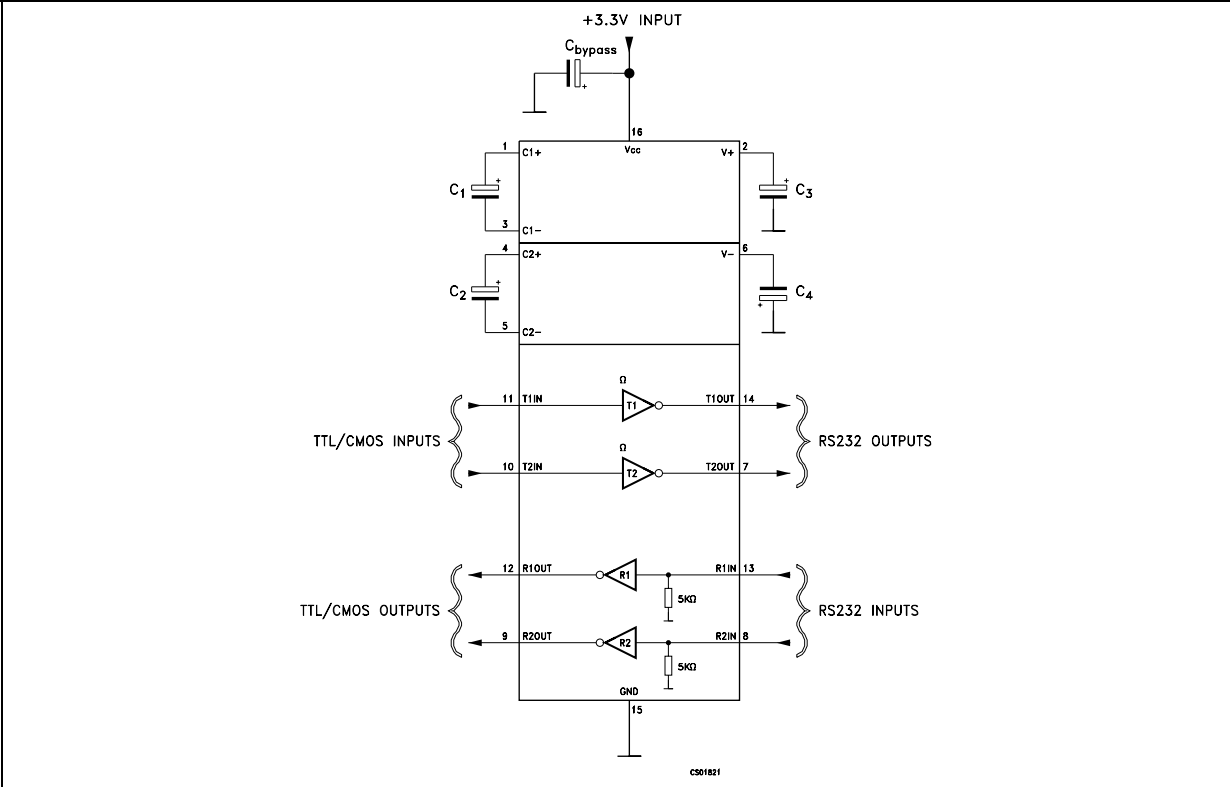 +3.3V INPUT
Cbypass
16
Vcc
1
C1+
V+
2
C1
+
+
C3
3
C1-
4
C2+
V-
6
C2
+
+
C4
5
C2-
Ω
11
T1IN
T1
T1OUT
14
TTL/CMOS INPUTS
RS232 OUTPUTS
Ω
10
T2IN
T2
T2OUT
7
12
R1OUT
R1
R1IN
13
5KΩ
TTL/CMOS OUTPUTS
RS232 INPUTS
9
R2OUT
R2
R2IN
8
5KΩ
GND
15
CS01821